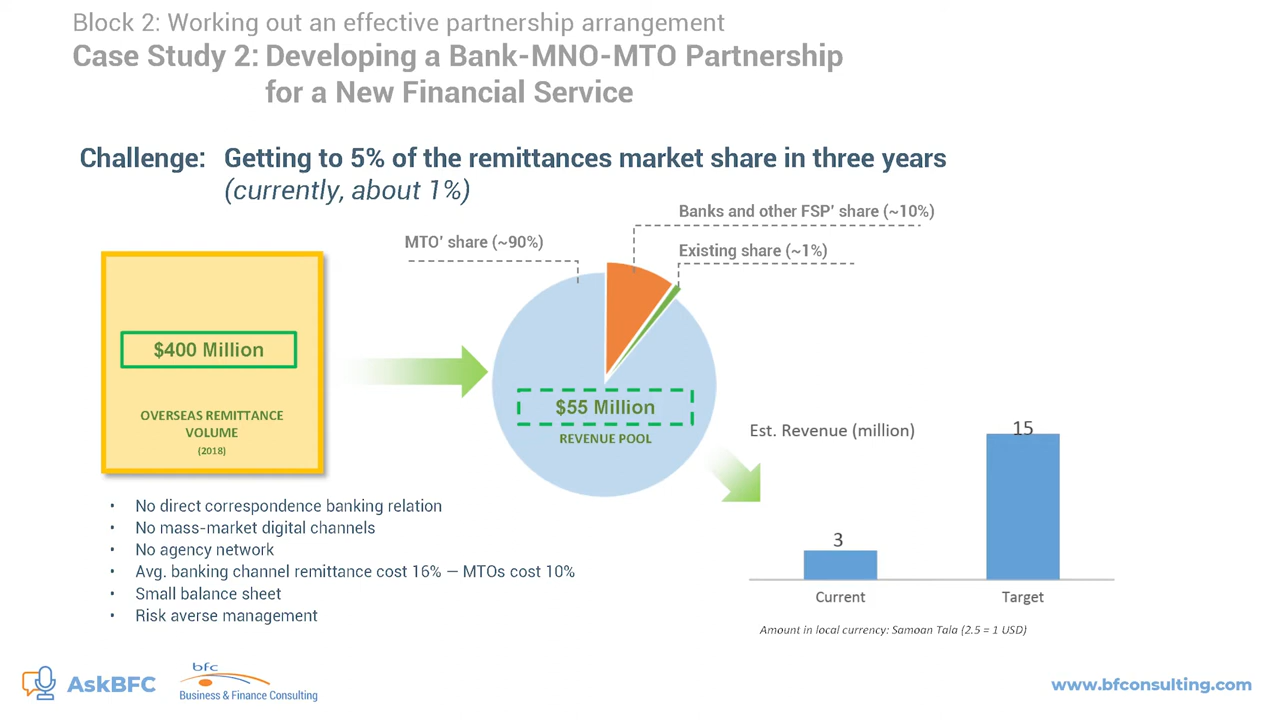 Block 2: Working out an effective partnership arrangement
Case Study 2: Developing a Bank-MNO-MTO Partnership
for a New Financial Service
Challenge: Getting to 5% of the remittances market share in three years
(currently, about 1%)
MTO' share (~90%)
Banks and other FSP' share (~10%)
Existing share (~1%)
$400 Million
OVERSEAS REMITTANCE
VOLUME
(2018)
$55 Million
REVENUE POOL
Est. Revenue (million)
3
15
Current
Target
Amount in local currency: Samoan Tala (2.5 = 1 USD)
• No direct correspondence banking relation
• No mass-market digital channels
• No agency network
• Avg. banking channel remittance cost 16% — MTOs cost 10%
• Small balance sheet
• Risk averse management
AskBFC
bfc
Business & Finance Consulting
www.bfconsulting.com